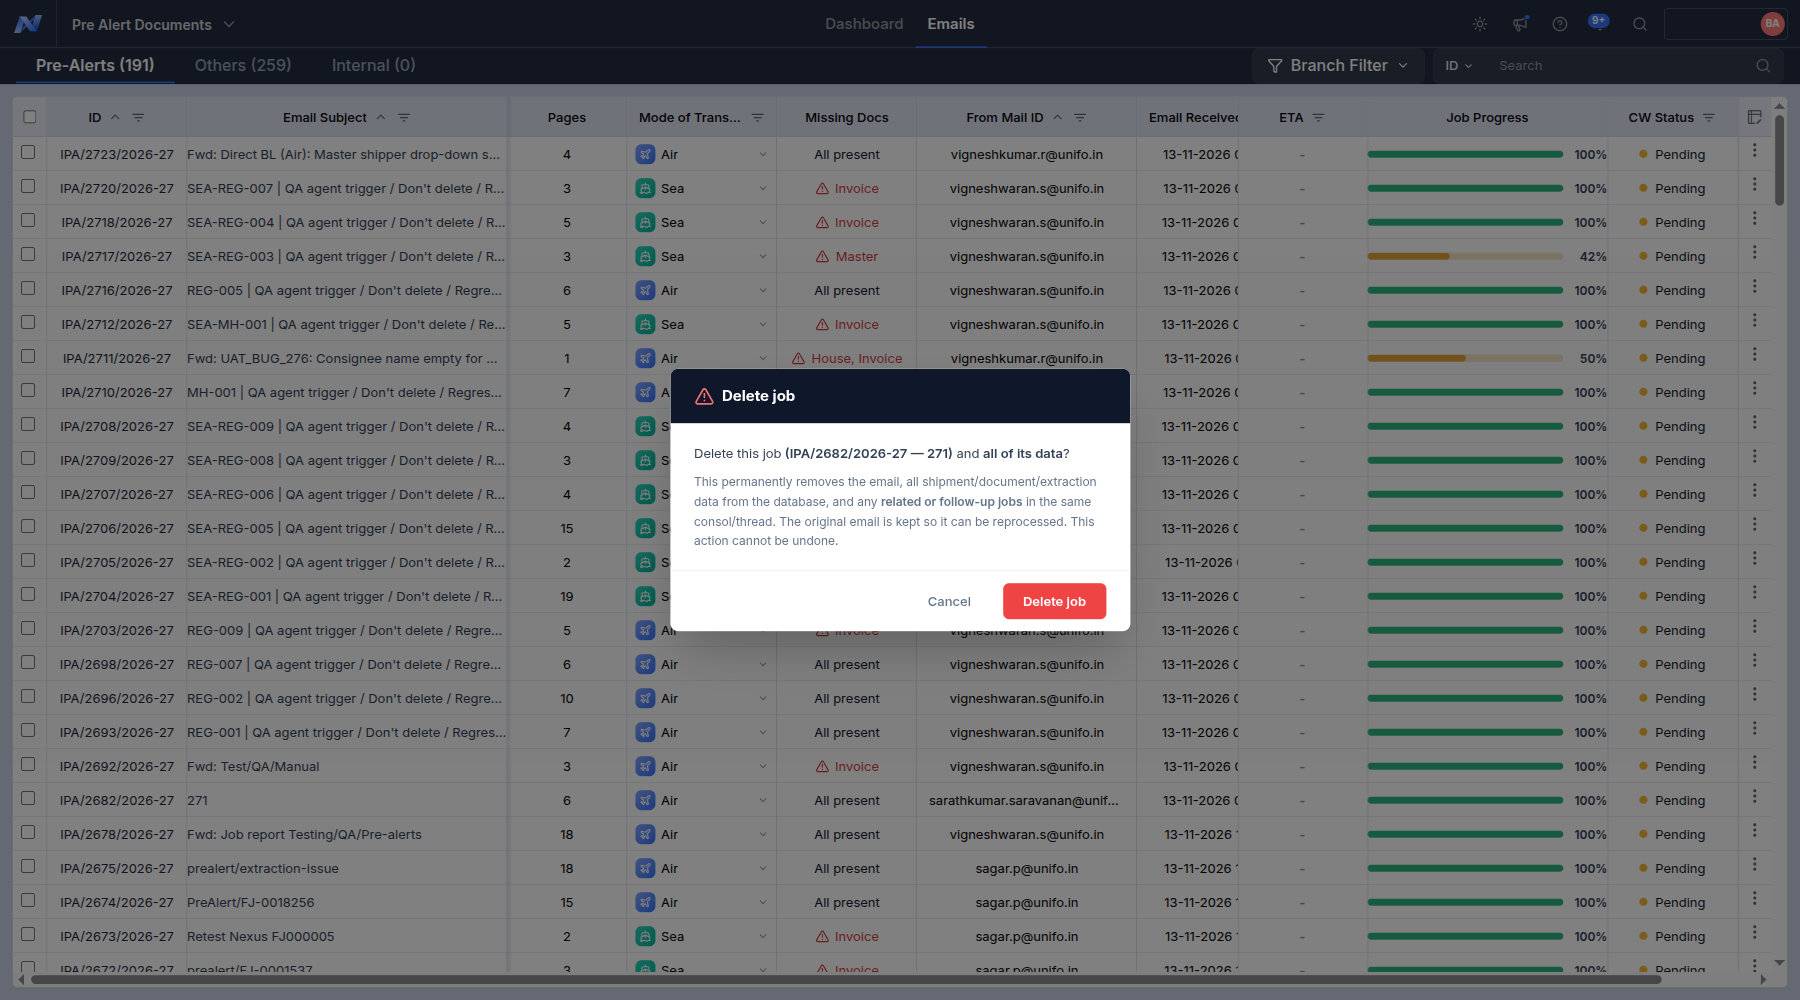 Pre Alert Documents
Dashboard
Emails
9+
BA
Pre-Alerts (191)
Others (259)
Internal (0)
Branch Filter
ID
Search
ID Email Subject Pages Mode of Trans... Missing Docs From Mail ID Email Received ETA Job Progress CW Status
IPA/2723/2026-27 Fwd: Direct BL (Air): Master shipper drop-down s... 4 Air All present vigneshkumar.r@unifo.in 13-11-2026 - 100% Pending
IPA/2720/2026-27 SEA-REG-007 | QA agent trigger / Don't delete / R... 3 Sea Invoice vigneshwaran.s@unifo.in 13-11-2026 - 100% Pending
IPA/2718/2026-27 SEA-REG-004 | QA agent trigger / Don't delete / R... 5 Sea Invoice vigneshwaran.s@unifo.in 13-11-2026 - 100% Pending
IPA/2717/2026-27 SEA-REG-003 | QA agent trigger / Don't delete / R... 3 Sea Master vigneshwaran.s@unifo.in 13-11-2026 - 42% Pending
IPA/2716/2026-27 REG-005 | QA agent trigger / Don't delete / Regre... 6 Air All present vigneshwaran.s@unifo.in 13-11-2026 - 100% Pending
IPA/2712/2026-27 SEA-MH-001 | QA agent trigger / Don't delete / Re... 5 Sea Invoice vigneshwaran.s@unifo.in 13-11-2026 - 100% Pending
IPA/2711/2026-27 Fwd: UAT_BUG_276: Consignee name empty for ... 1 Air House, Invoice vigneshkumar.r@unifo.in 13-11-2026 - 50% Pending
IPA/2710/2026-27 MH-001 | QA agent trigger / Don't delete / Regres... 7 13-11-2026 - 100% Pending
IPA/2708/2026-27 SEA-REG-009 | QA agent trigger / Don't delete / R... 4 13-11-2026 - 100% Pending
IPA/2709/2026-27 SEA-REG-008 | QA agent trigger / Don't delete / R... 3 13-11-2026 - 100% Pending
IPA/2707/2026-27 SEA-REG-006 | QA agent trigger / Don't delete / R... 4 13-11-2026 - 100% Pending
IPA/2706/2026-27 SEA-REG-005 | QA agent trigger / Don't delete / R... 15 13-11-2026 - 100% Pending
IPA/2705/2026-27 SEA-REG-002 | QA agent trigger / Don't delete / R... 2 13-11-2026 - 100% Pending
IPA/2704/2026-27 SEA-REG-001 | QA agent trigger / Don't delete / R... 19 13-11-2026 - 100% Pending
IPA/2703/2026-27 REG-009 | QA agent trigger / Don't delete / Regre... 5 Air Invoice vigneshwaran.s@unifo.in 13-11-2026 - 100% Pending
IPA/2698/2026-27 REG-007 | QA agent trigger / Don't delete / Regre... 6 Air All present vigneshwaran.s@unifo.in 13-11-2026 - 100% Pending
IPA/2696/2026-27 REG-002 | QA agent trigger / Don't delete / Regre... 10 Air All present vigneshwaran.s@unifo.in 13-11-2026 - 100% Pending
IPA/2693/2026-27 REG-001 | QA agent trigger / Don't delete / Regres... 7 Air All present vigneshwaran.s@unifo.in 13-11-2026 - 100% Pending
IPA/2692/2026-27 Fwd: Test/QA/Manual 3 Air Invoice vigneshwaran.s@unifo.in 13-11-2026 - 100% Pending
IPA/2682/2026-27 271 6 Air All present sarathkumar.saravanan@unif... 13-11-2026 - 100% Pending
IPA/2678/2026-27 Fwd: Job report Testing/QA/Pre-alerts 18 Air All present vigneshwaran.s@unifo.in 13-11-2026 - 100% Pending
IPA/2675/2026-27 prealert/extraction-issue 18 Air All present sagar.p@unifo.in 13-11-2026 - 100% Pending
IPA/2674/2026-27 PreAlert/FJ-0018256 15 Air All present sagar.p@unifo.in 13-11-2026 - 100% Pending
IPA/2673/2026-27 Retest Nexus FJ000005 2 Sea Invoice sagar.p@unifo.in 13-11-2026 - 100% Pending
IPA/2672/2026-27 prealert/FJ-0001537 3 Sea Invoice sagar.p@unifo.in 13-11-2026 - 100% Pending
Delete job
Delete this job (IPA/2682/2026-27 — 271) and all of its data?
This permanently removes the email, all shipment/document/extraction
data from the database, and any related or follow-up jobs in the same
consol/thread. The original email is kept so it can be reprocessed. This
action cannot be undone.
Cancel
Delete job